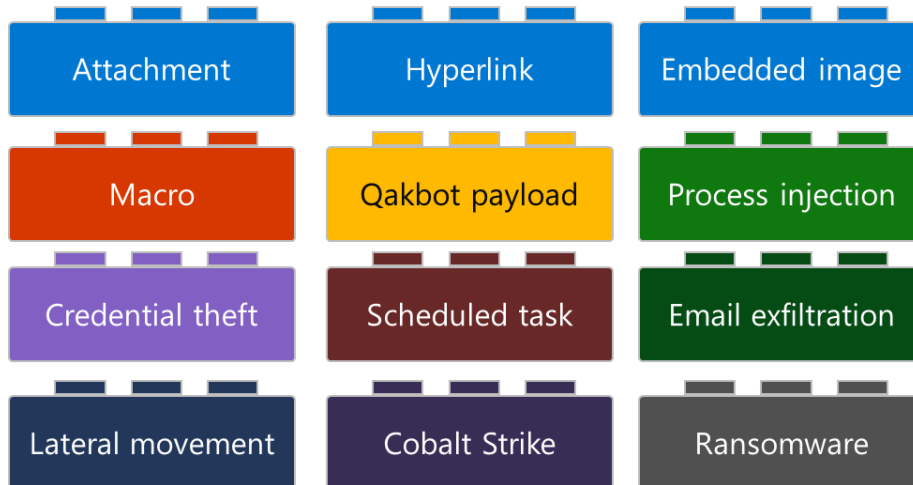 Attachment
Hyperlink
Embedded image
Macro
Qakbot payload
Process injection
Credential theft
Scheduled task
Email exfiltration
Lateral movement
Cobalt Strike
Ransomware